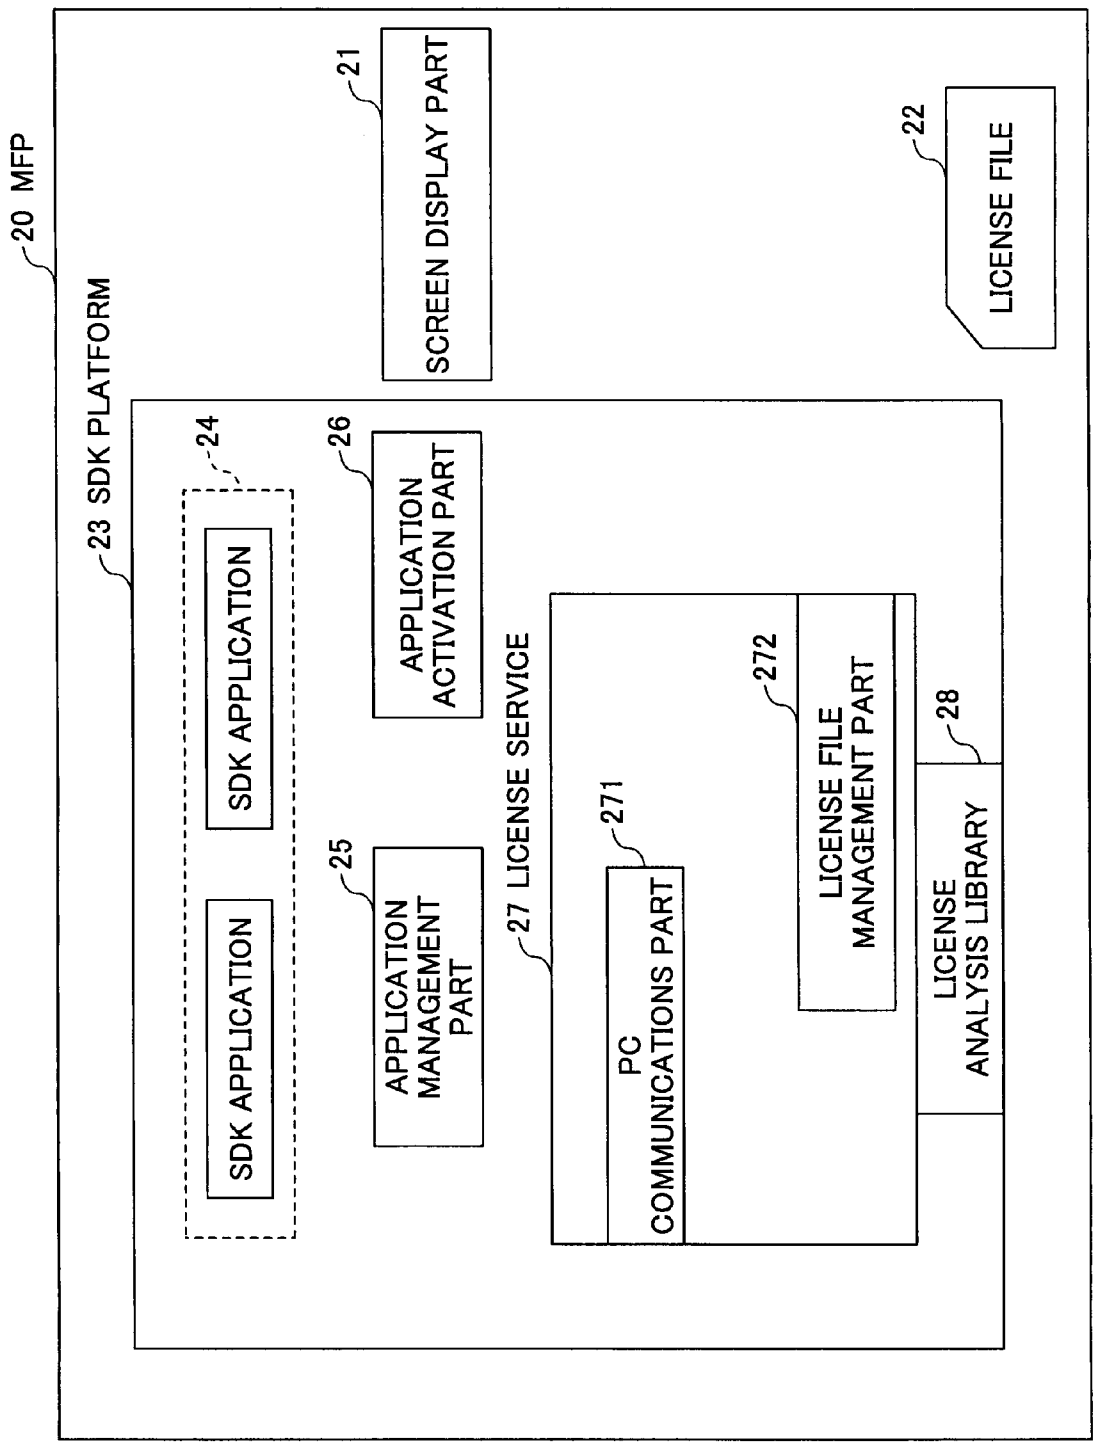 20 MFP
23 SDK PLATFORM
24
SDK APPLICATION
SDK APPLICATION
25
APPLICATION
MANAGEMENT
PART
26
APPLICATION
ACTIVATION PART
21
SCREEN DISPLAY PART
27 LICENSE SERVICE
271
PC
COMMUNICATIONS PART
272
LICENSE FILE
MANAGEMENT PART
28
LICENSE
ANALYSIS LIBRARY
22
LICENSE FILE